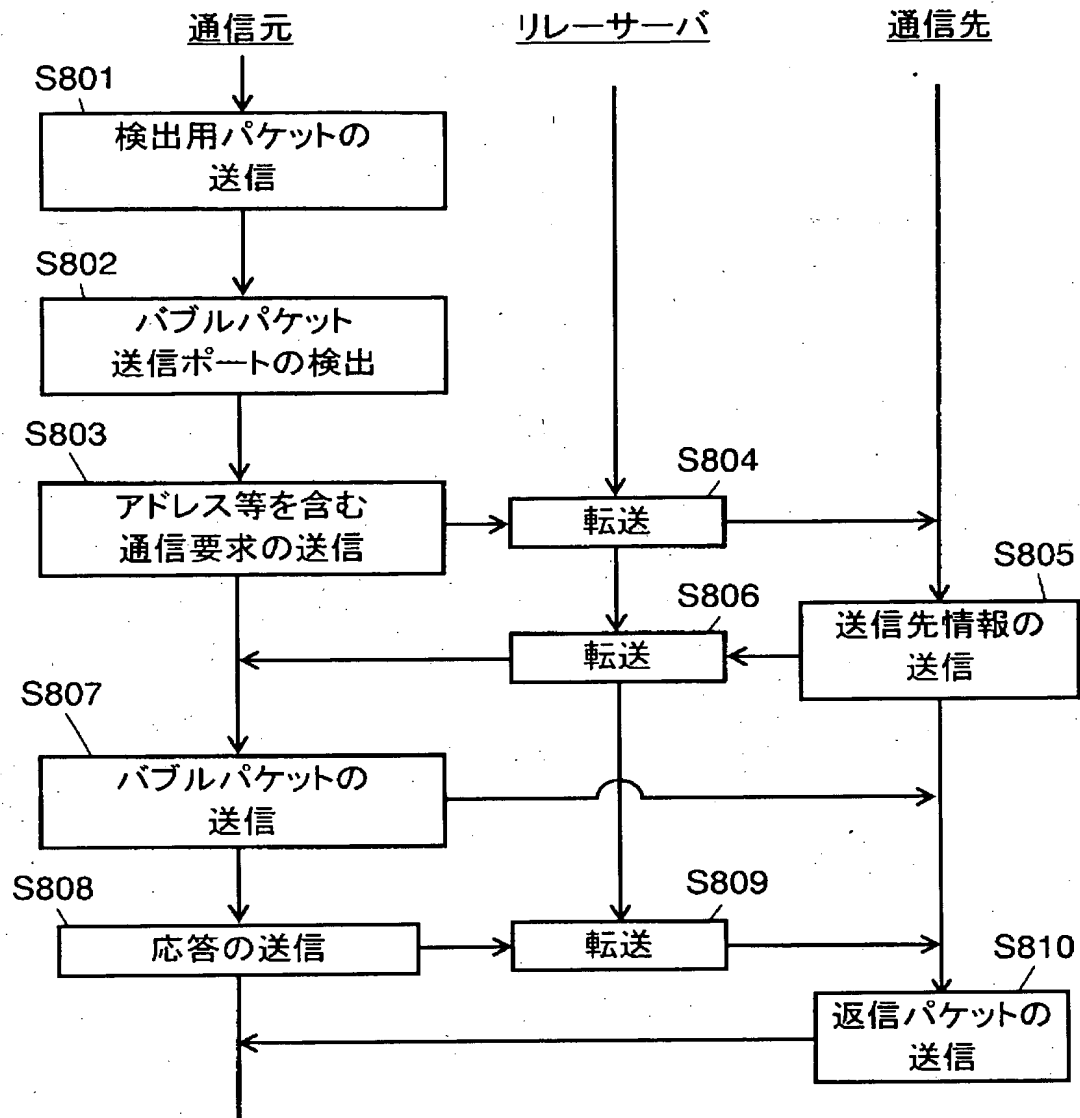 通信元
リレーサーバ
通信先
S801
検出用パケットの
送信
S802
バブルパケット
送信ポートの検出
S803
アドレス等を含む
通信要求の送信
S804
転送
S805
送信先情報の
送信
S806
転送
S807
バブルパケットの
送信
S808
応答の送信
S809
転送
S810
返信パケットの
送信